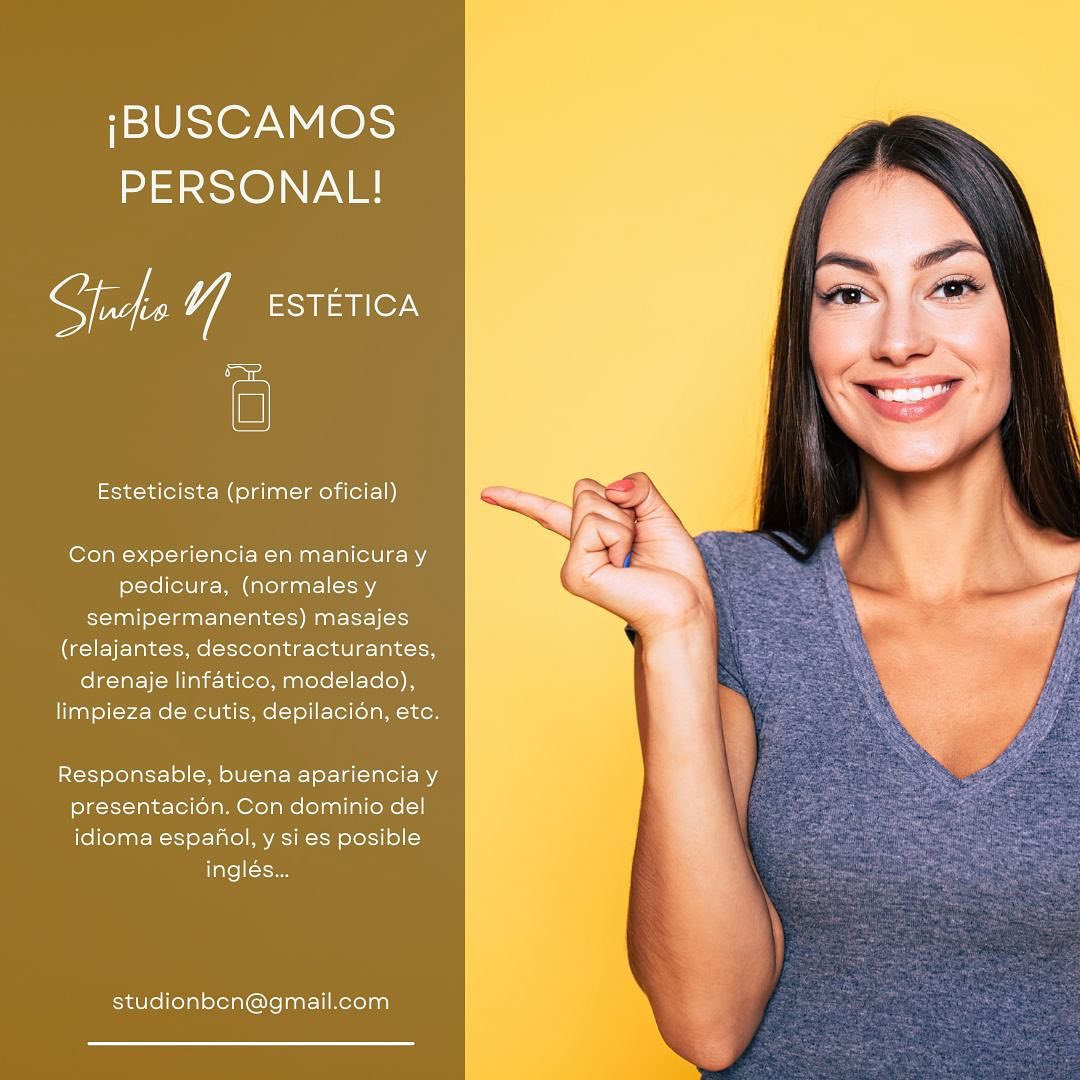 ¡BUSCAMOS
PERSONAL!
Studio N ESTÉTICA
Esteticista (primer oficial)
Con experiencia en manicura y
pedicura, (normales y
semipermanentes) masajes
(relajantes, descontracturantes,
drenaje linfático, modelado),
limpieza de cutis, depilación, etc.
Responsable, buena apariencia y
presentación. Con dominio del
idioma español, y si es posible
inglés...
studionbcn@gmail.com